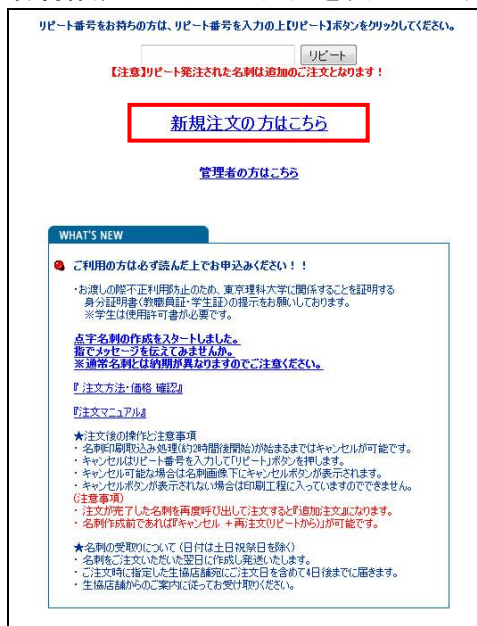 リピート番号をお持ちの方は、リピート番号を入力の上【リピート】ボタンをクリックしてください。
リピート
【注意】リピート発注された名刺は追加のご注文となります！
新規注文の方はこちら
管理者の方はこちら
WHAT'S NEW
ご利用の方は必ず読んだ上でお申込みください！！
・お渡しの際不正利用防止のため、東京理科大学に関係することを証明する
身分証明書(教職員証・学生証)の提示をお願いしております。
※学生は使用許可書が必要です。
点字名刺の作成をスタートしました。
指でメッセージを伝えてみませんか。
※通常名刺とは納期が異なりますのでご注意ください。
『 注文方法・価格 確認』
『注文マニュアル』
★注文後の操作と注意事項
・名刺印刷取込み処理(約2時間後開始)が始まるまではキャンセルが可能です。
・キャンセルはリピート番号を入力して「リピート」ボタンを押します。
・キャンセル可能な場合は名刺画像下にキャンセルボタンが表示されます。
・キャンセルボタンが表示されない場合は印刷工程に入っていますのでできません。
(注意事項)
・注文が完了した名刺を再度呼び出して注文すると『追加注文』になります。
・名刺作成前であれば『キャンセル ＋再注文(リピートから)』が可能です。
★名刺の受取りについて (日付は土日祝祭日を除く)
・名刺をご注文いただいた翌日に作成し発送いたします。
・ご注文時に指定した生協店舗宛にご注文日を含めて4日後までに届きます。
・生協店舗からのご案内に従ってお受け取りください。